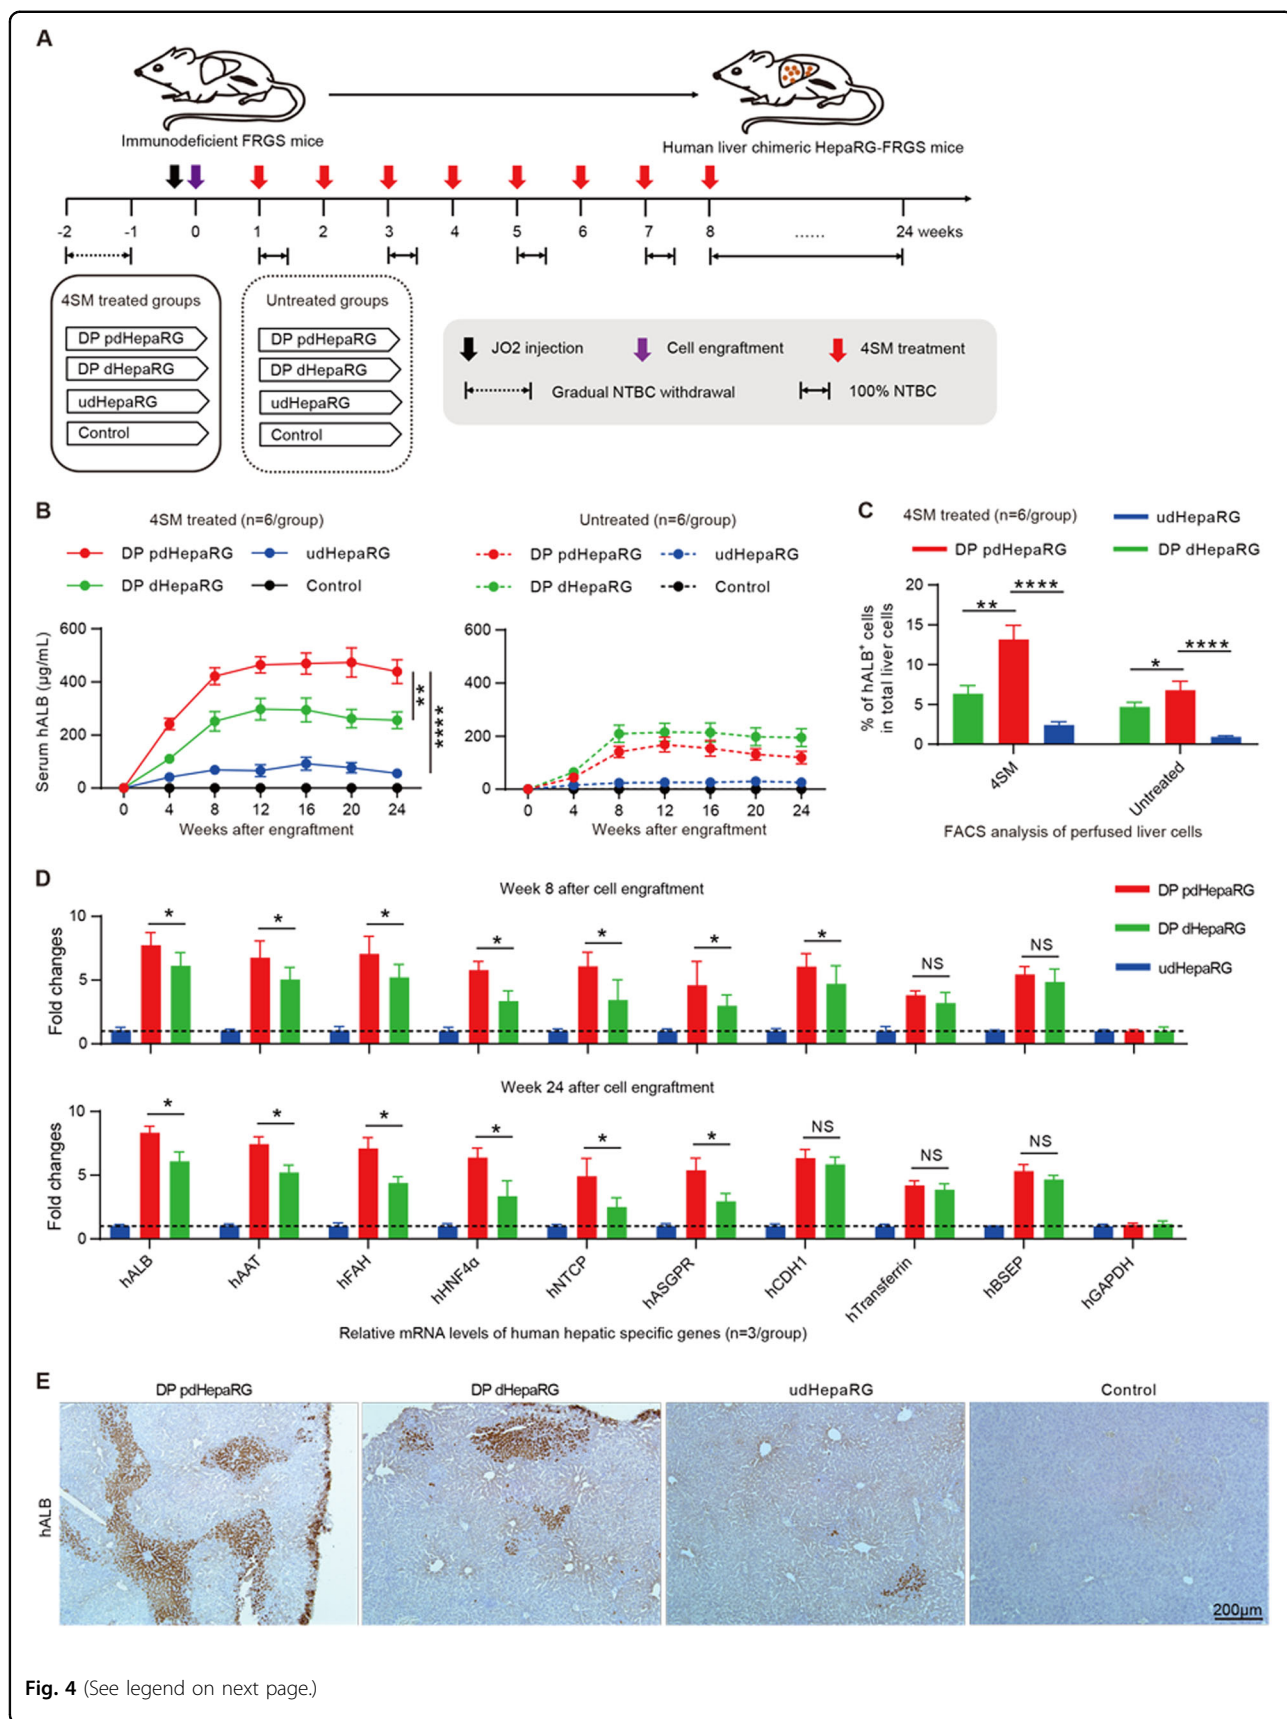 A
Immunodeficient FRGS mice
Human liver chimeric HepaRG-FRGS mice
-2 -1 0 1 2 3 4 5 6 7 8 ...... 24 weeks
4SM treated groups
DP pdHepaRG
DP dHepaRG
udHepaRG
Control
Untreated groups
DP pdHepaRG
DP dHepaRG
udHepaRG
Control
JO2 injection
Cell engraftment
4SM treatment
Gradual NTBC withdrawal
100% NTBC
B
4SM treated (n=6/group)
DP pdHepaRG
udHepaRG
DP dHepaRG
Control
Serum hALB (μg/mL)
600
400
200
0
**
****
0 4 8 12 16 20 24
Weeks after engraftment
Untreated (n=6/group)
DP pdHepaRG
udHepaRG
DP dHepaRG
Control
600
400
200
0
0 4 8 12 16 20 24
Weeks after engraftment
C
4SM treated (n=6/group)
udHepaRG
DP pdHepaRG
DP dHepaRG
% of hALB⁺ cells
in total liver cells
20
15
10
5
0
** ****
* ****
4SM
Untreated
FACS analysis of perfused liver cells
D
Week 8 after cell engraftment
DP pdHepaRG
DP dHepaRG
udHepaRG
Fold changes
10
5
0
* * * * * * * NS NS
Week 24 after cell engraftment
Fold changes
10
5
0
* * * * * * NS NS NS
hALB
hAAT
hFAH
hHNF4α
hNTCP
hASGPR
hCDH1
hTransferrin
hBSEP
hGAPDH
Relative mRNA levels of human hepatic specific genes (n=3/group)
E
DP pdHepaRG
DP dHepaRG
udHepaRG
Control
hALB
200μm
Fig. 4 (See legend on next page.)